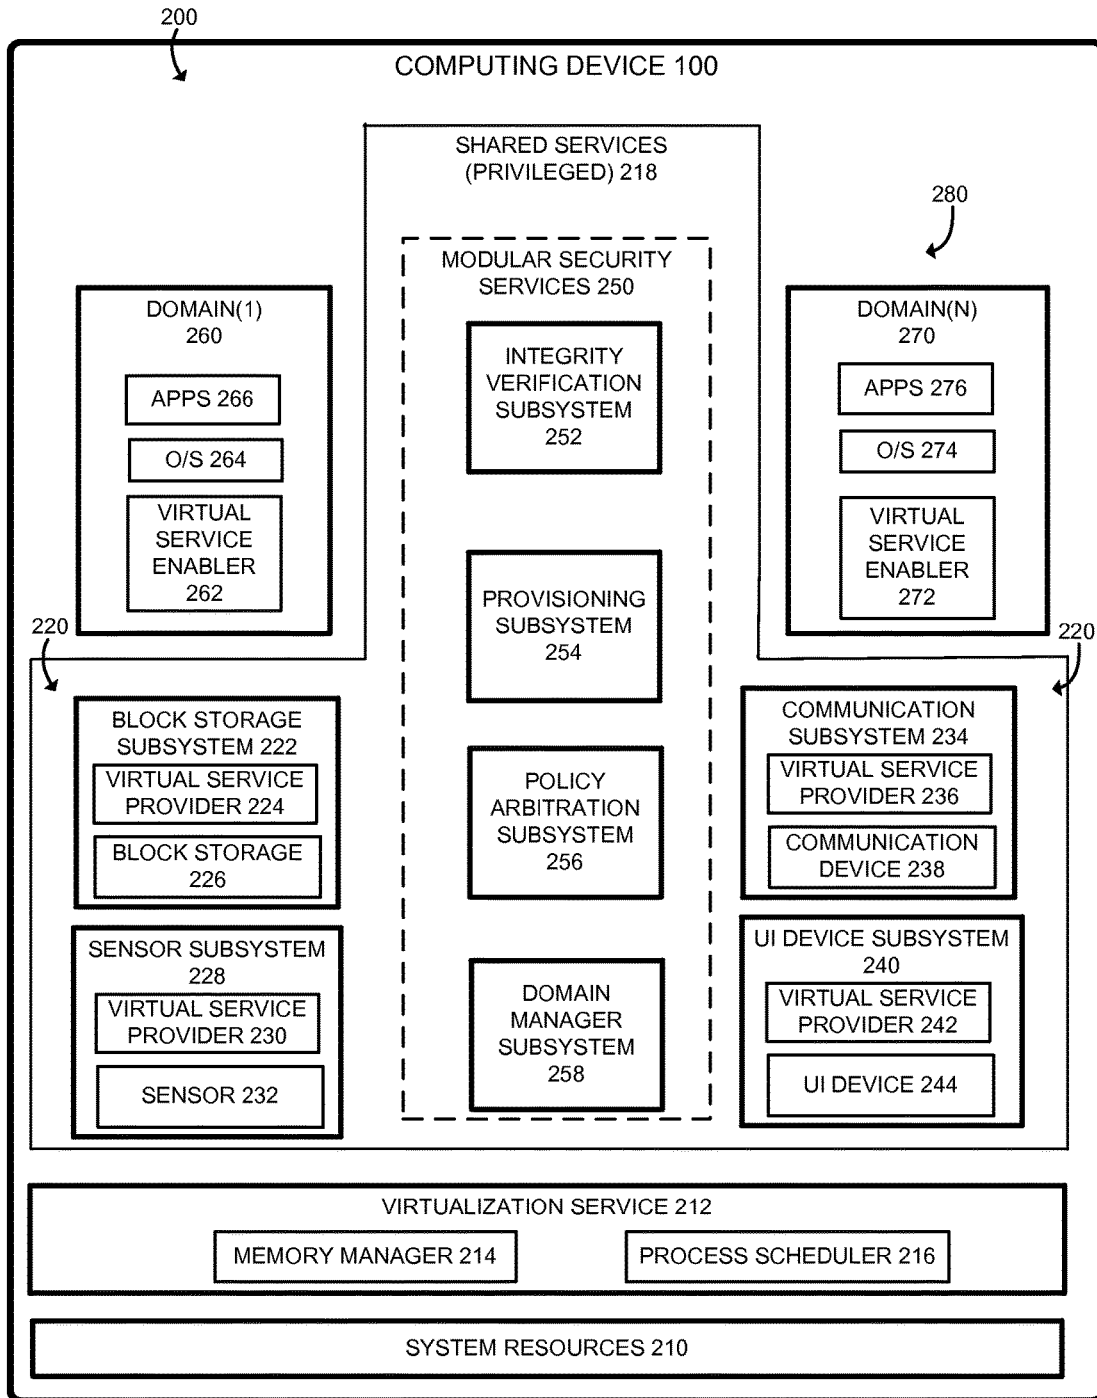 200
COMPUTING DEVICE 100
SHARED SERVICES
(PRIVILEGED) 218
280
MODULAR SECURITY
SERVICES 250
DOMAIN(1)
260
APPS 266
O/S 264
VIRTUAL
SERVICE
ENABLER
262
INTEGRITY
VERIFICATION
SUBSYSTEM
252
DOMAIN(N)
270
APPS 276
O/S 274
VIRTUAL
SERVICE
ENABLER
272
PROVISIONING
SUBSYSTEM
254
220
220
BLOCK STORAGE
SUBSYSTEM 222
VIRTUAL SERVICE
PROVIDER 224
BLOCK STORAGE
226
POLICY
ARBITRATION
SUBSYSTEM
256
COMMUNICATION
SUBSYSTEM 234
VIRTUAL SERVICE
PROVIDER 236
COMMUNICATION
DEVICE 238
SENSOR SUBSYSTEM
228
VIRTUAL SERVICE
PROVIDER 230
SENSOR 232
DOMAIN
MANAGER
SUBSYSTEM
258
UI DEVICE SUBSYSTEM
240
VIRTUAL SERVICE
PROVIDER 242
UI DEVICE 244
VIRTUALIZATION SERVICE 212
MEMORY MANAGER 214
PROCESS SCHEDULER 216
SYSTEM RESOURCES 210